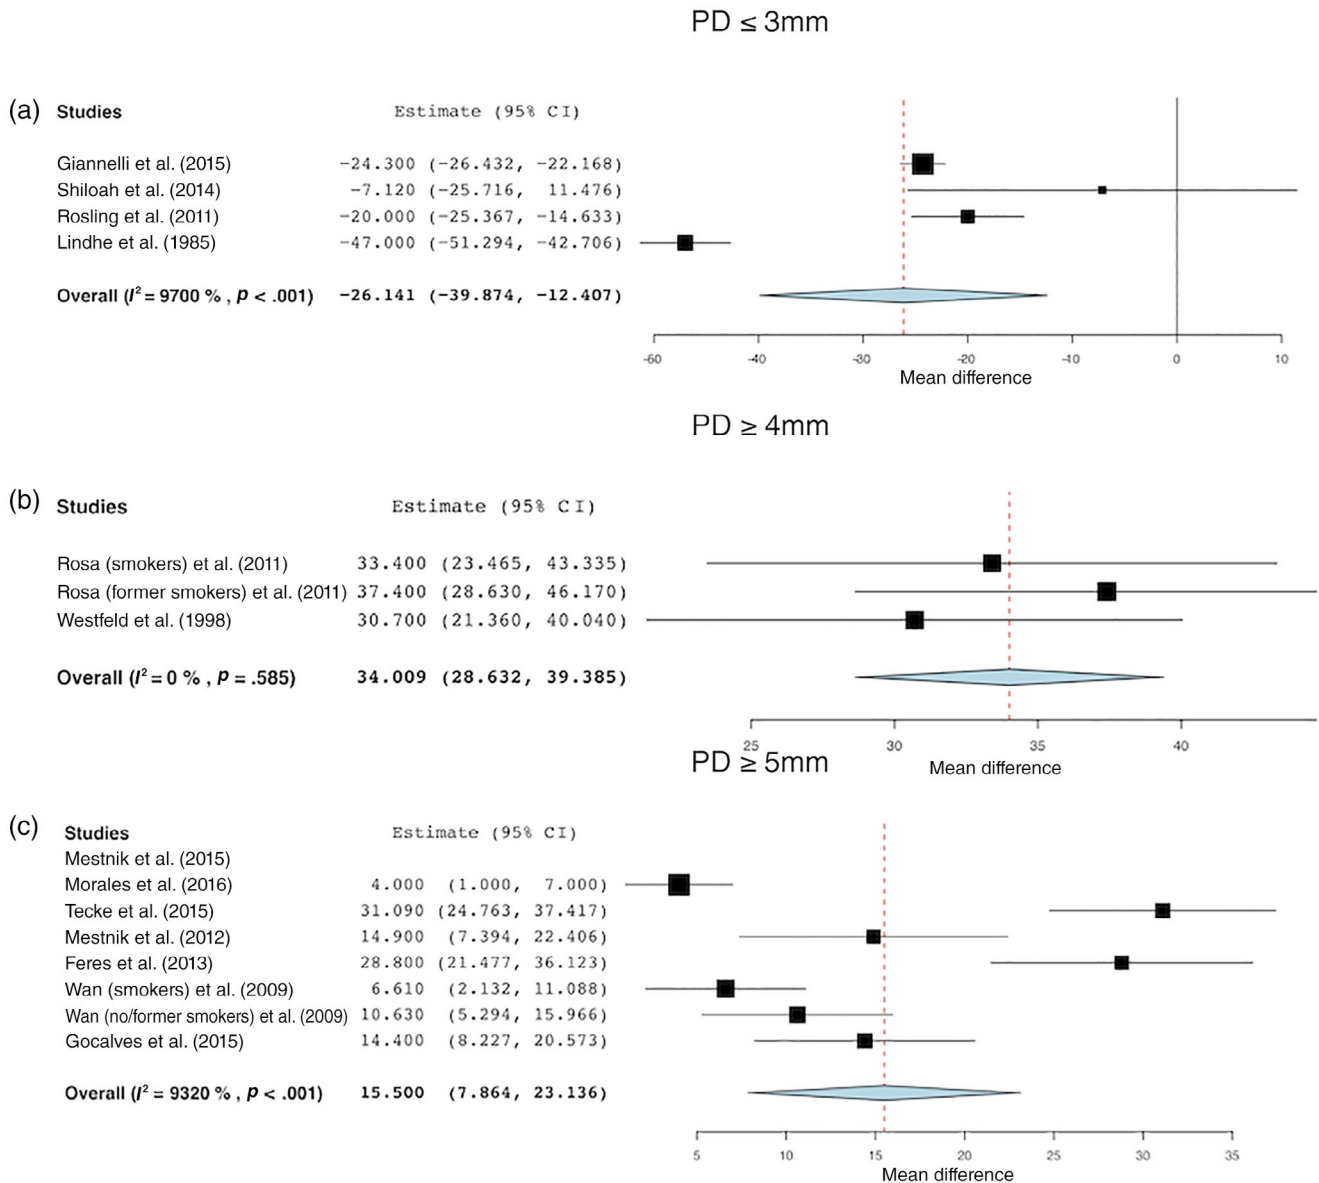 PD ≤ 3mm
(a) Studies Estimate (95% CI)
Giannelli et al. (2015) −24.300 (−26.432, −22.168)
Shiloah et al. (2014) −7.120 (−25.716, 11.476)
Rosling et al. (2011) −20.000 (−25.367, −14.633)
Lindhe et al. (1985) −47.000 (−51.294, −42.706)
Overall (I² = 9700 % , p < .001) −26.141 (−39.874, −12.407)
-60 -40 -30 -20 -10 0 10
Mean difference
PD ≥ 4mm
(b) Studies Estimate (95% CI)
Rosa (smokers) et al. (2011) 33.400 (23.465, 43.335)
Rosa (former smokers) et al. (2011) 37.400 (28.630, 46.170)
Westfeld et al. (1998) 30.700 (21.360, 40.040)
Overall (I² = 0 % , p = .585) 34.009 (28.632, 39.385)
25 30 35 40
Mean difference
PD ≥ 5mm
(c) Studies Estimate (95% CI)
Mestnik et al. (2015)
Morales et al. (2016) 4.000 (1.000, 7.000)
Tecke et al. (2015) 31.090 (24.763, 37.417)
Mestnik et al. (2012) 14.900 (7.394, 22.406)
Feres et al. (2013) 28.800 (21.477, 36.123)
Wan (smokers) et al. (2009) 6.610 (2.132, 11.088)
Wan (no/former smokers) et al. (2009) 10.630 (5.294, 15.966)
Gocalves et al. (2015) 14.400 (8.227, 20.573)
Overall (I² = 9320 % , p < .001) 15.500 (7.864, 23.136)
5 10 15 20 25 30 35
Mean difference